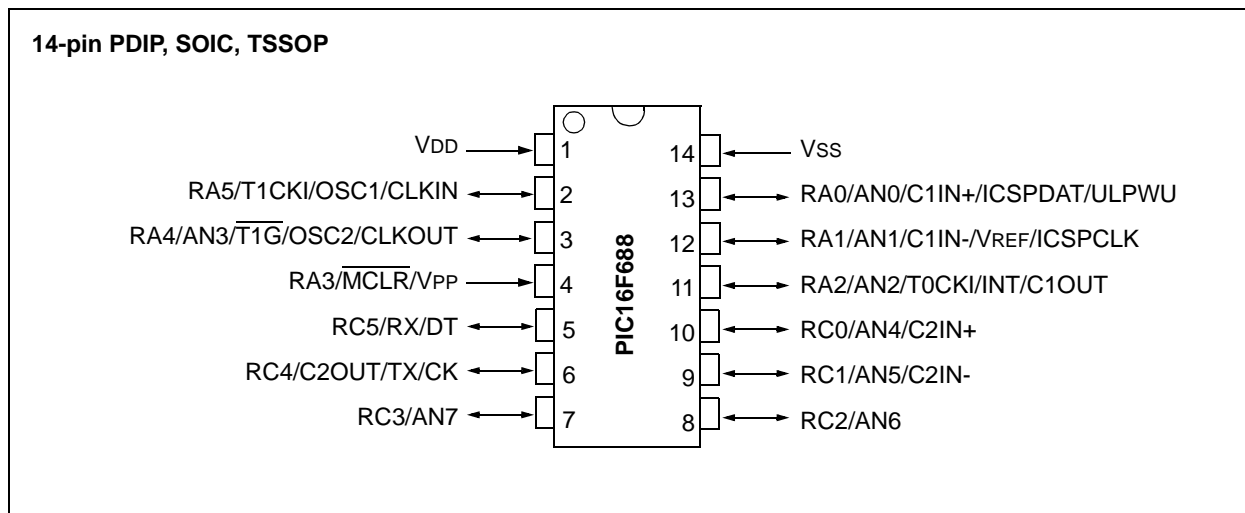 14-pin PDIP, SOIC, TSSOP
VDD 1 14 VSS
RA5/T1CKI/OSC1/CLKIN 2 13 RA0/AN0/C1IN+/ICSPDAT/ULPWU
RA4/AN3/T1G/OSC2/CLKOUT 3 12 RA1/AN1/C1IN-/VREF/ICSPCLK
RA3/MCLR/VPP 4 11 RA2/AN2/T0CKI/INT/C1OUT
RC5/RX/DT 5 10 RC0/AN4/C2IN+
RC4/C2OUT/TX/CK 6 9 RC1/AN5/C2IN-
RC3/AN7 7 8 RC2/AN6
PIC16F688